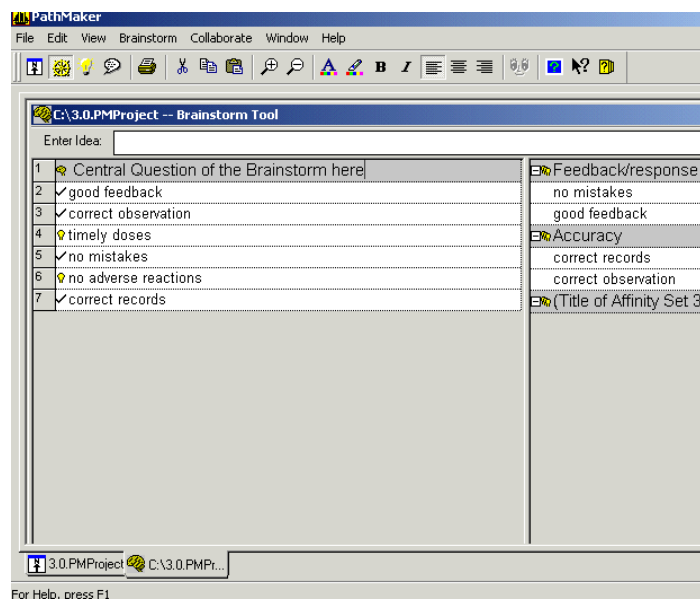 PathMaker
File Edit View Brainstorm Collaborate Window Help
A B I
C:\3.0.PMProject -- Brainstorm Tool
Enter Idea:
1 Central Question of the Brainstorm here
2 good feedback
3 correct observation
4 timely doses
5 no mistakes
6 no adverse reactions
7 correct records
Feedback/response
no mistakes
good feedback
Accuracy
correct records
correct observation
(Title of Affinity Set 3
3.0.PMProject C:\3.0.PMPr...
For Help, press F1